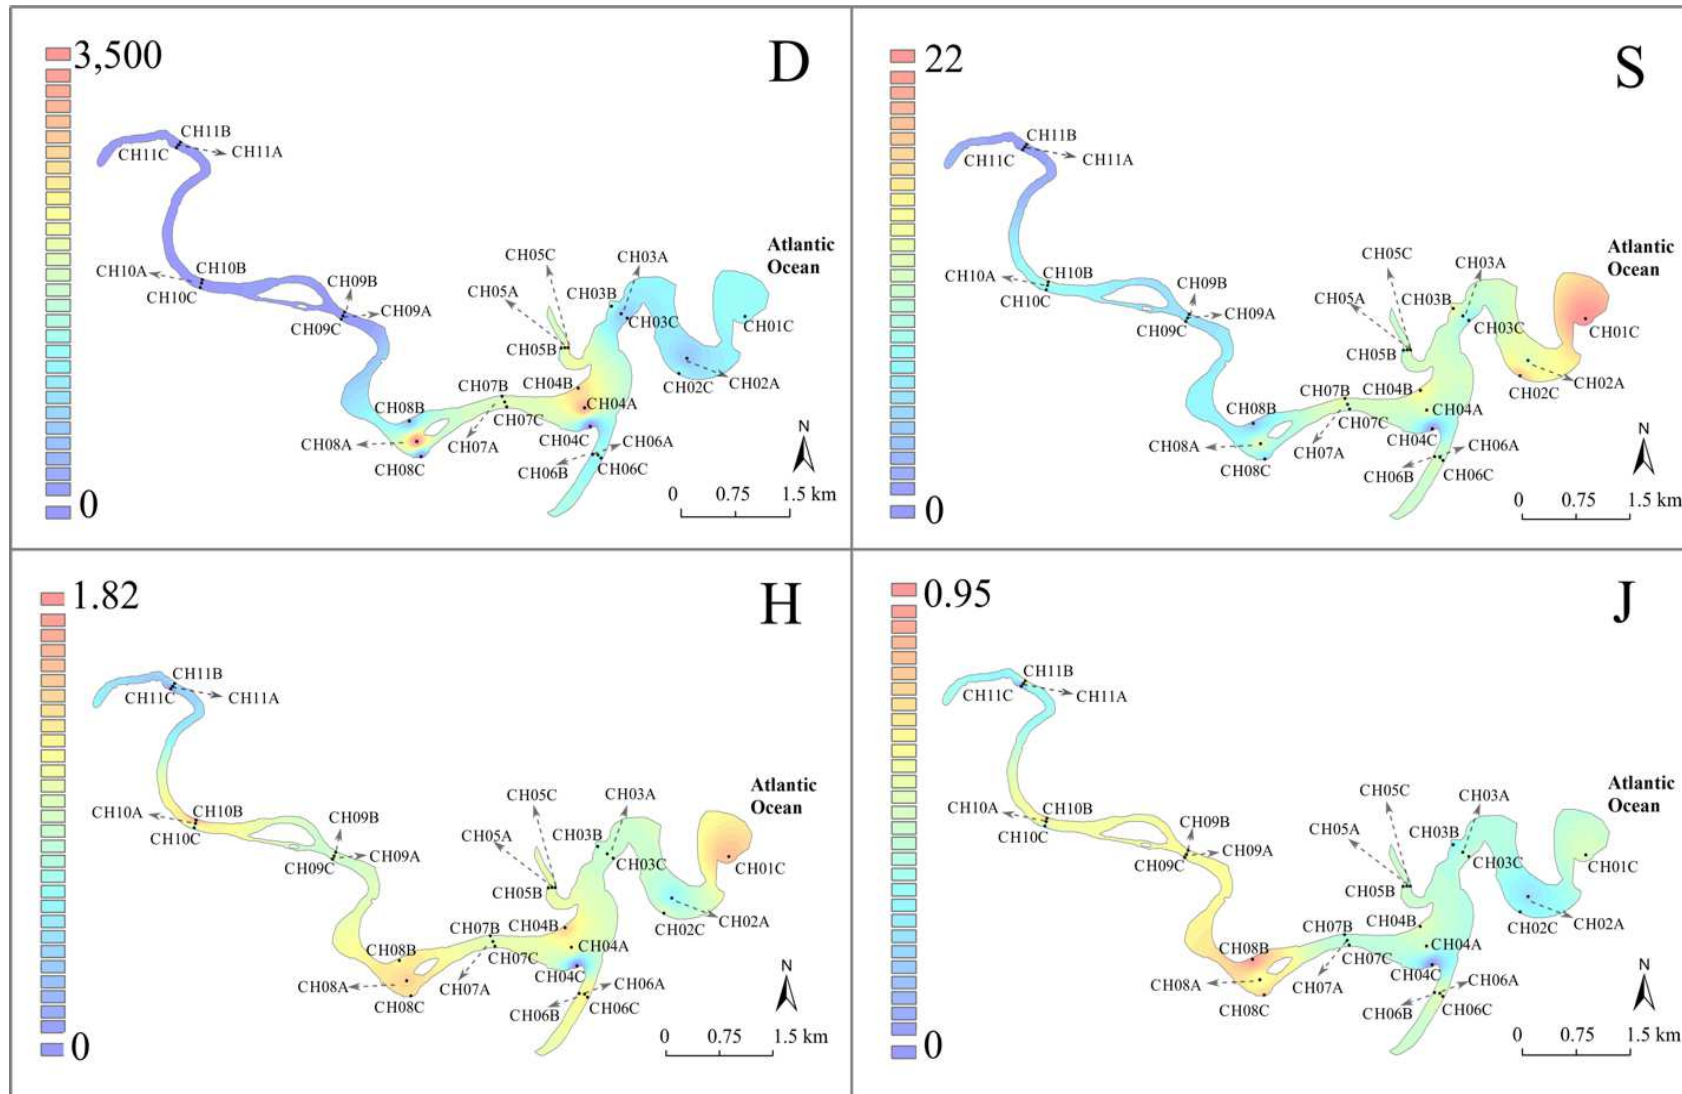 3,500
D
CH11B
CH11C
CH11A
Atlantic
Ocean
CH05C
CH03A
CH10A
CH10B
CH10C
CH09B
CH05A
CH03B
CH09A
CH09C
CH03C
CH01C
CH05B
CH07B
CH04B
CH02C
CH02A
CH08B
CH04A
CH07C
CH08A
CH07A
CH04C
CH06A
CH08C
CH06B
CH06C
N
0
0 0.75 1.5 km
22
S
CH11B
CH11C
CH11A
Atlantic
Ocean
CH05C
CH03A
CH10A
CH10B
CH10C
CH09B
CH05A
CH03B
CH09A
CH09C
CH03C
CH01C
CH05B
CH07B
CH04B
CH02C
CH02A
CH08B
CH04A
CH08A
CH07C
CH07A
CH04C
CH06A
CH08C
CH06B
CH06C
N
0
0 0.75 1.5 km
1.82
H
CH11B
CH11C
CH11A
Atlantic
Ocean
CH05C
CH03A
CH10A
CH10B
CH10C
CH09B
CH05A
CH03B
CH09A
CH09C
CH03C
CH01C
CH05B
CH07B
CH04B
CH02C
CH02A
CH08B
CH04A
CH07C
CH08A
CH07A
CH04C
CH06A
CH08C
CH06B
CH06C
N
0
0 0.75 1.5 km
0.95
J
CH11B
CH11C
CH11A
Atlantic
Ocean
CH05C
CH03A
CH10A
CH10B
CH10C
CH09B
CH05A
CH03B
CH09A
CH09C
CH03C
CH01C
CH05B
CH07B
CH04B
CH02C
CH02A
CH08B
CH04A
CH07C
CH08A
CH07A
CH04C
CH06A
CH08C
CH06B
CH06C
N
0
0 0.75 1.5 km